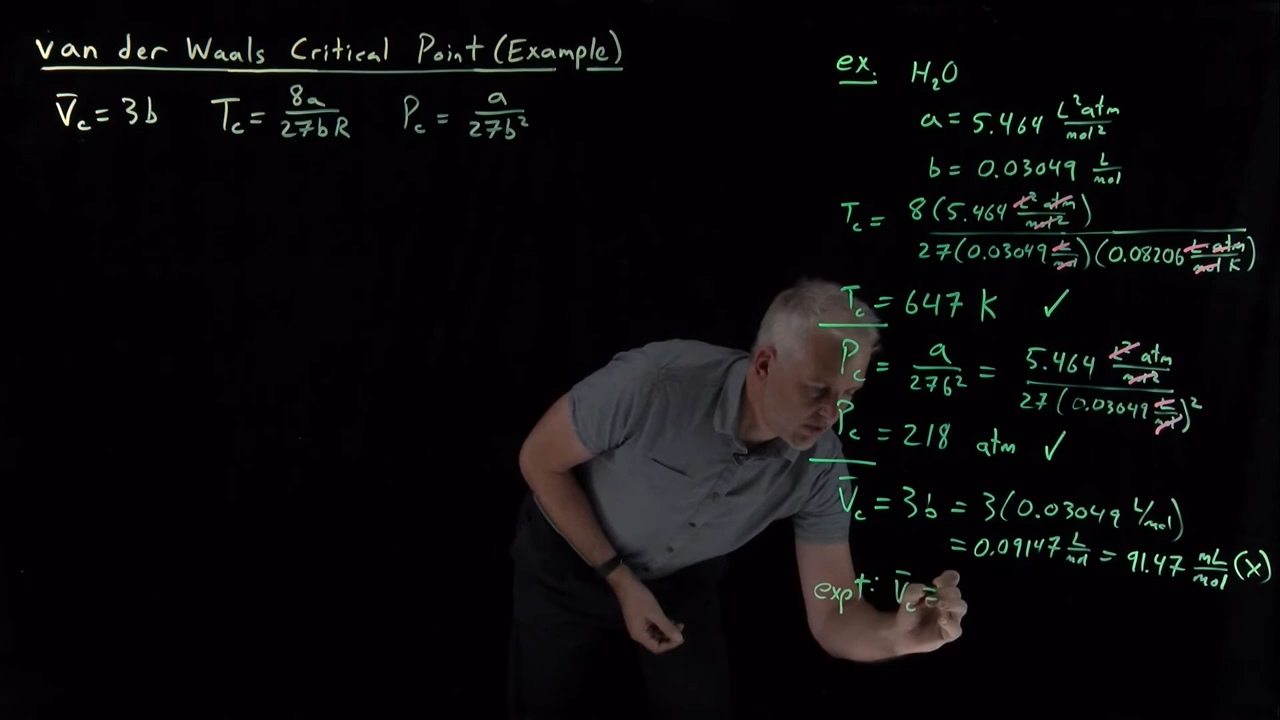 van der Waals Critical Point (Example)
V̄c = 3b Tc = 8a/27bR Pc = a/27b²
ex. H₂O
a = 5.464 L²atm/mol²
b = 0.03049 L/mol
Tc = 8(5.464 L²atm/mol²) / 27(0.03049 L/mol)(0.08206 L atm/mol K)
Tc = 647 K ✓
Pc = a/27b² = 5.464 L²atm/mol² / 27(0.03049 L/mol)²
Pc = 218 atm ✓
V̄c = 3b = 3(0.03049 L/mol)
= 0.09147 L/mol = 91.47 mL/mol (X)
expt: V̄c =